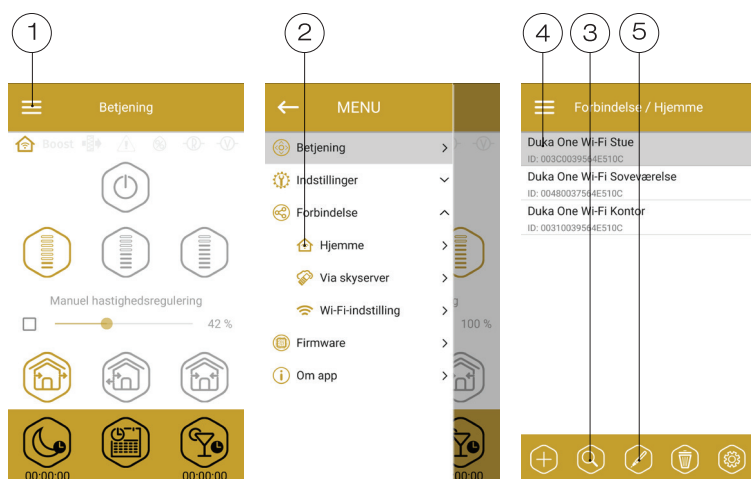 1
2
4
3
5
Betjening
Boost
Manuel hastighedsregulering
42 %
00:00:00
00:00:00
MENU
Betjening
Indstillinger
Forbindelse
Hjemme
Via skyserver
Wi-Fi-indstilling
Firmware
Om app
g
100 %
00:00
Forbindelse / Hjemme
Duka One Wi-Fi Stue
ID: 003C0039564E510C
Duka One Wi-Fi Soveværelse
ID: 00480037564E510C
Duka One Wi-Fi Kontor
ID: 00310039564E510C